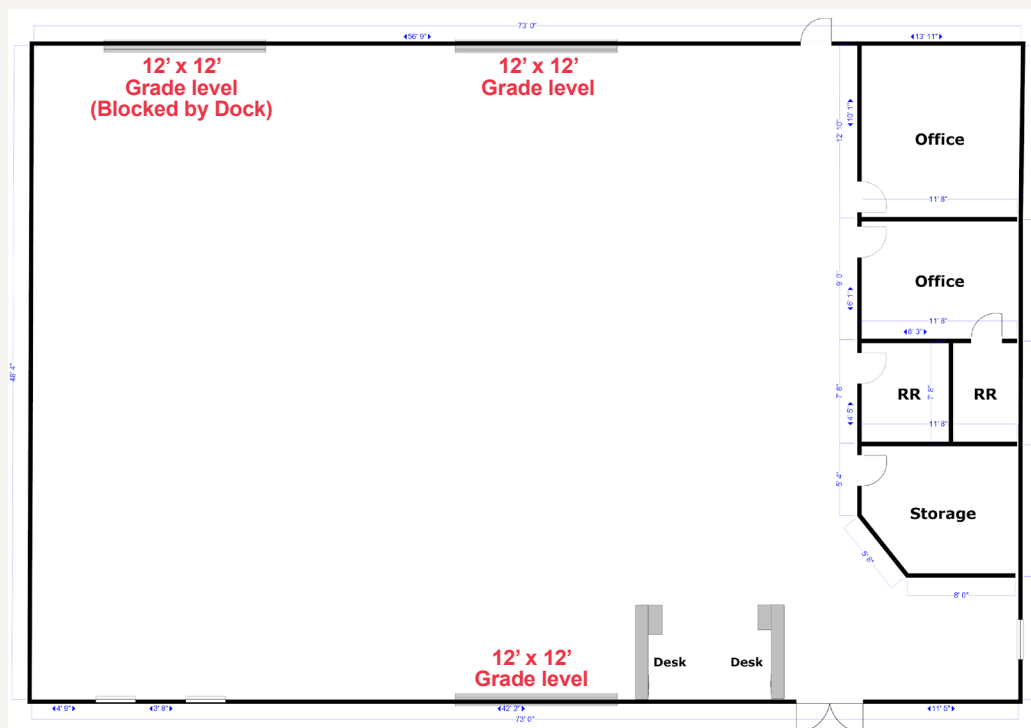 73' 0"
56' 9"
13' 11"
12' x 12'
Grade level
(Blocked by Dock)
12' x 12'
Grade level
10' 1"
12' 10"
Office
11' 8"
9' 0"
6' 1"
Office
11' 8"
8' 3"
48' 4"
7' 8"
4' 5"
RR
7' 8"
RR
11' 8"
Storage
5' 6"
8' 0"
12' x 12'
Grade level
Desk
Desk
4' 9"
3' 8"
42' 2"
11' 5"
73' 0"